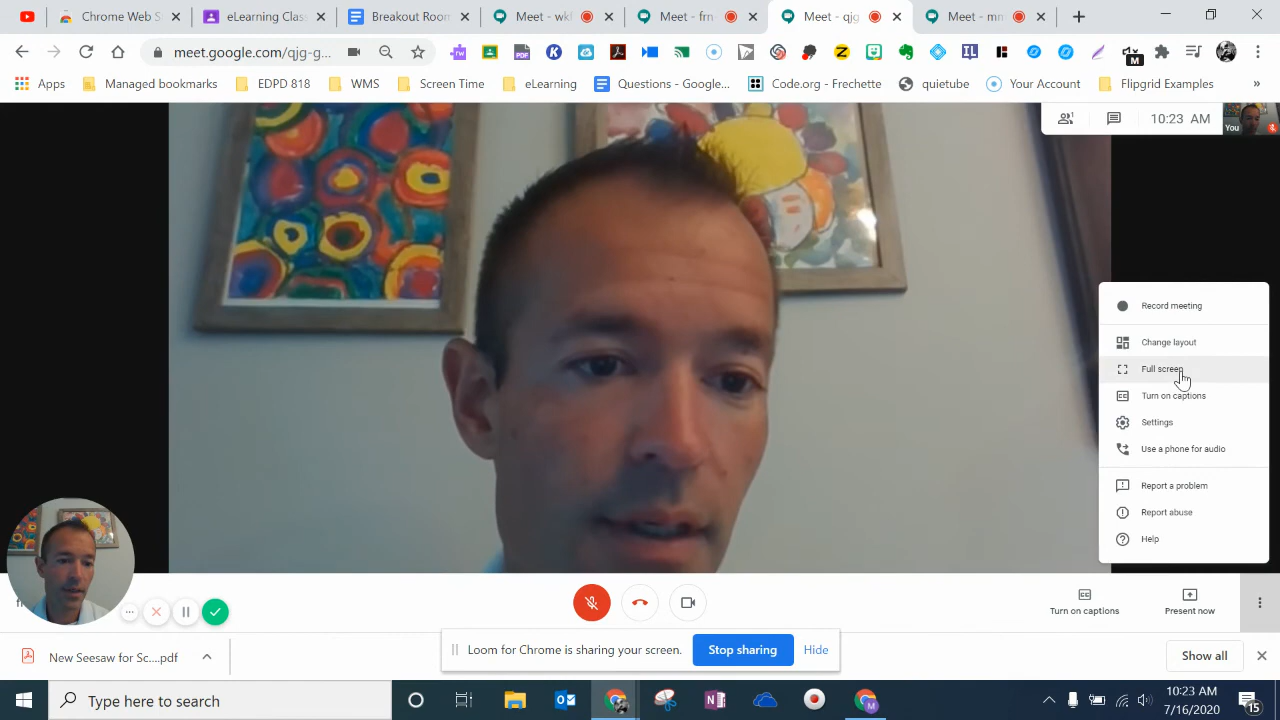 Chrome Web S
eLearning Clas
Breakout Room
Meet - wkf
Meet - frn
Meet - qjg
Meet - mn
meet.google.com/qjq-g...
M
Apps
Managed bookmarks
EDPD 818
WMS
Screen Time
eLearning
Questions - Google...
Code.org - Frechette
quietube
Your Account
Flipgrid Examples
»
10:23 AM
You
Record meeting
Change layout
Full screen
Turn on captions
Settings
Use a phone for audio
Report a problem
Report abuse
Help
Turn on captions
Present now
Loom for Chrome is sharing your screen.
Stop sharing
Hide
New Seesaw for Sc....pdf
Show all
Type here to search
10:23 AM
7/16/2020
15